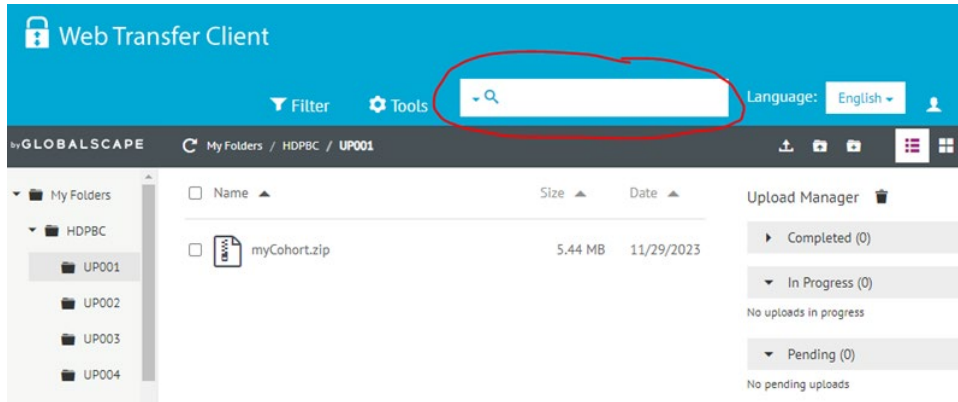 Web Transfer Client
Filter
Tools
Language:
English
by GLOBALSCAPE
My Folders / HDPBC / UP001
My Folders
HDPBC
UP001
UP002
UP003
UP004
Name
Size
Date
myCohort.zip
5.44 MB
11/29/2023
Upload Manager
Completed (0)
In Progress (0)
No uploads in progress
Pending (0)
No pending uploads